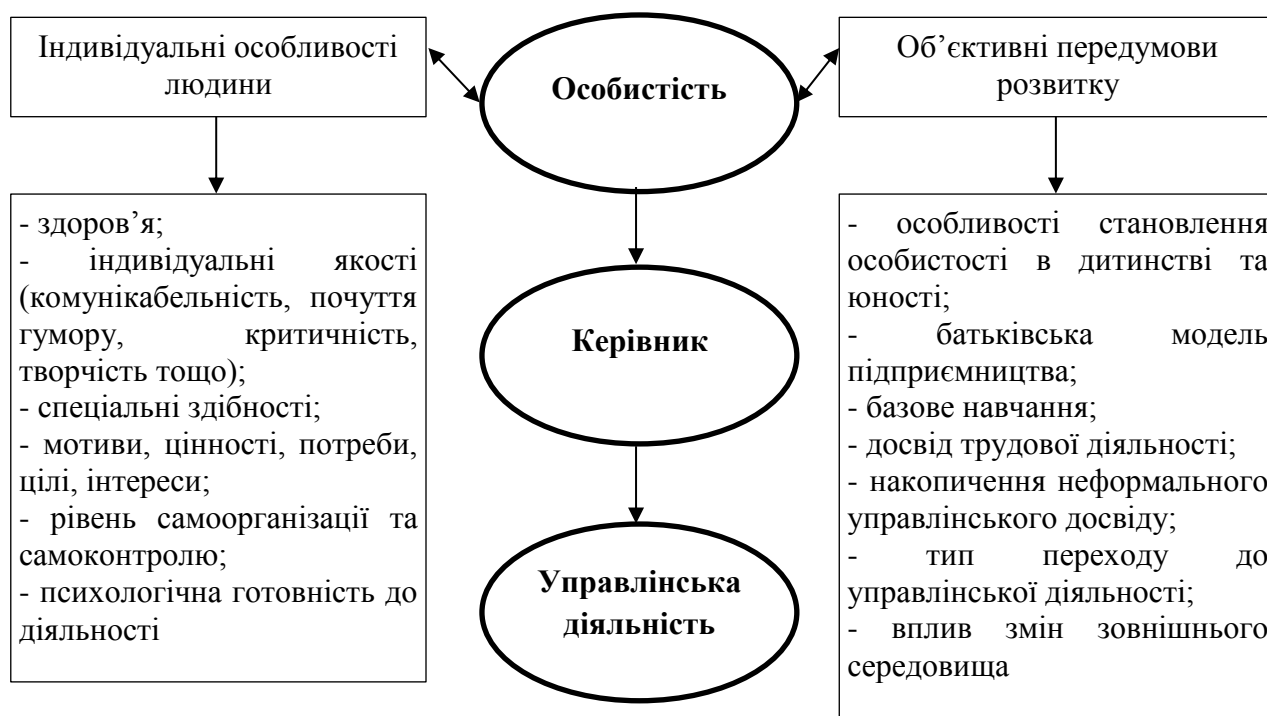 Індивідуальні особливості
людини
Особистість
Об’єктивні передумови
розвитку
- здоров’я;
- індивідуальні якості
(комунікабельність, почуття
гумору, критичність,
творчість тощо);
- спеціальні здібності;
- мотиви, цінності, потреби,
цілі, інтереси;
- рівень самоорганізації та
самоконтролю;
- психологічна готовність до
діяльності
Керівник
Управлінська
діяльність
- особливості становлення
особистості в дитинстві та
юності;
- батьківська модель
підприємництва;
- базове навчання;
- досвід трудової діяльності;
- накопичення неформального
управлінського досвіду;
- тип переходу до
управлінської діяльності;
- вплив змін зовнішнього
середовища